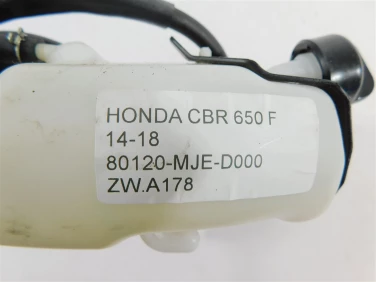 HONDA CBR 650 F
14-18
80120-MJE-D000
ZW.A178